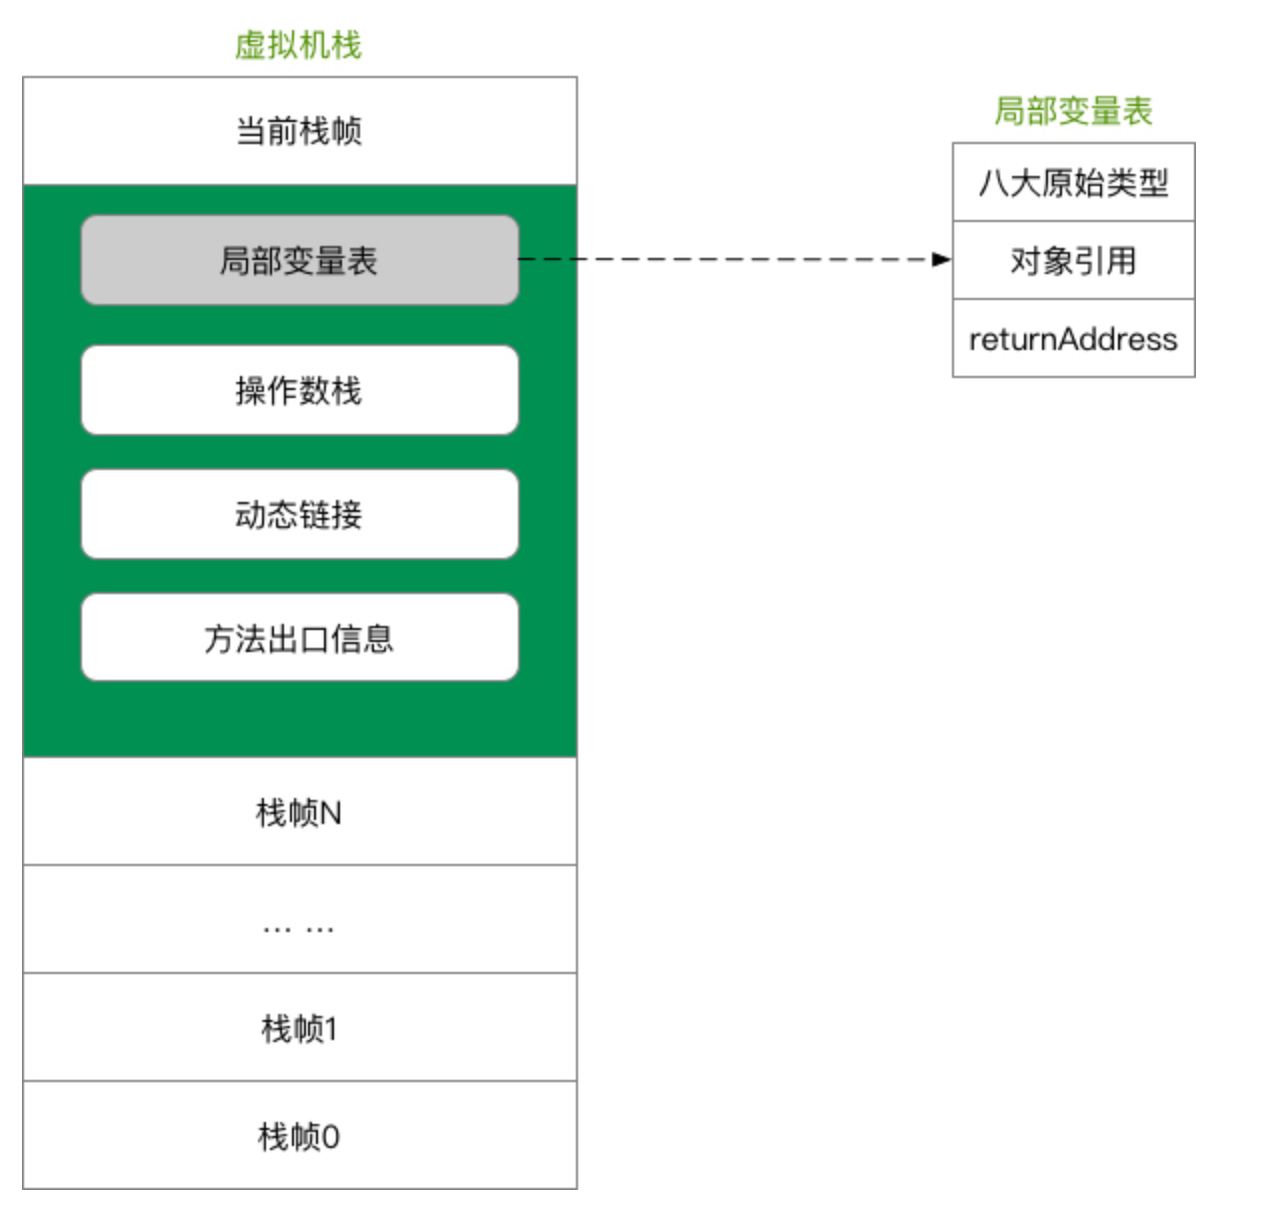 虚拟机栈
当前栈帧
局部变量表
操作数栈
动态链接
方法出口信息
栈帧N
... ...
栈帧1
栈帧0
局部变量表
八大原始类型
对象引用
returnAddress